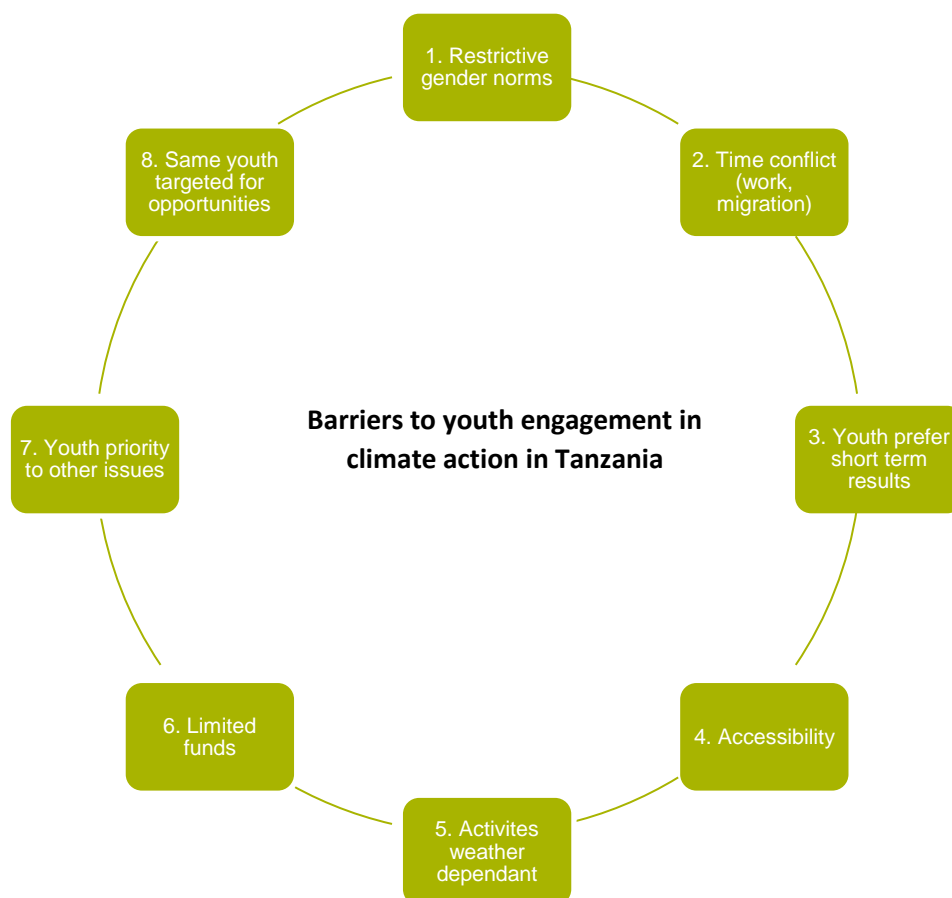 1. Restrictive
gender norms
2. Time conflict
(work,
migration)
3. Youth prefer
short term
results
4. Accessibility
5. Activites
weather
dependant
6. Limited
funds
7. Youth priority
to other issues
8. Same youth
targeted for
opportunities
Barriers to youth engagement in
climate action in Tanzania